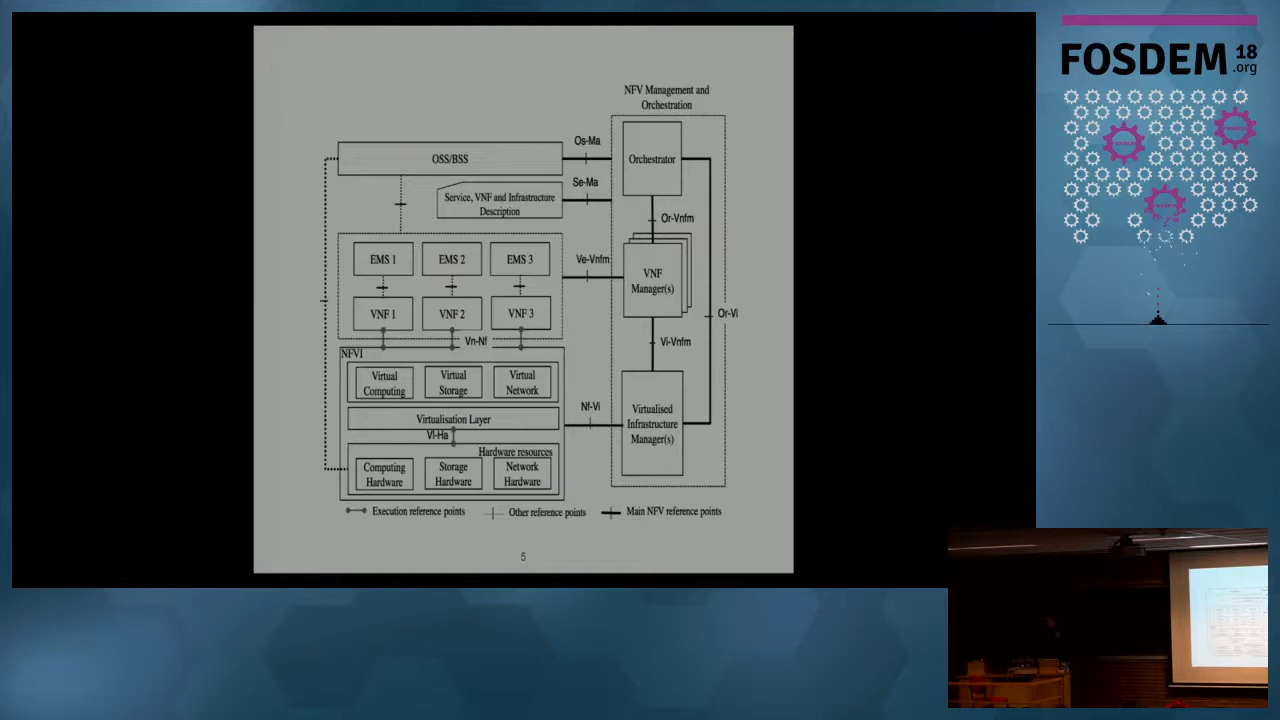 FOSDEM 18
.org
NFV Management and
Orchestration
Os-Ma
OSS/BSS
Orchestrator
Se-Ma
Service, VNF and Infrastructure
Description
Or-Vnfm
EMS 1
EMS 2
EMS 3
Ve-Vnfm
VNF
Manager(s)
VNF 1
VNF 2
VNF 3
Or-Vi
Vn-Nf
Vi-Vnfm
NFVI
Virtual
Computing
Virtual
Storage
Virtual
Network
Nf-Vi
Virtualised
Infrastructure
Manager(s)
Virtualisation Layer
Vl-Ha
Hardware resources
Computing
Hardware
Storage
Hardware
Network
Hardware
Execution reference points
Other reference points
Main NFV reference points
5